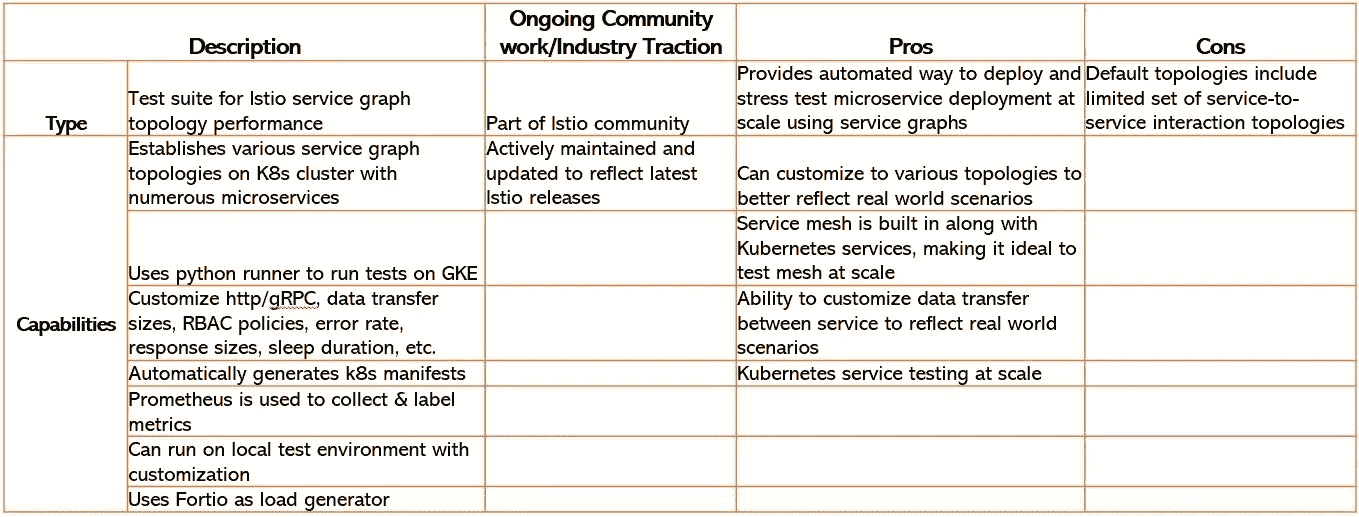 Description
Ongoing Community
work/Industry Traction
Pros
Cons
Type
Test suite for Istio service graph
topology performance
Part of Istio community
Provides automated way to deploy and
stress test microservice deployment at
scale using service graphs
Default topologies include
limited set of service-to-
service interaction topologies
Capabilities
Establishes various service graph
topologies on K8s cluster with
numerous microservices
Actively maintained and
updated to reflect latest
Istio releases
Can customize to various topologies to
better reflect real world scenarios
Uses python runner to run tests on GKE
Service mesh is built in along with
Kubernetes services, making it ideal to
test mesh at scale
Customize http/gRPC, data transfer
sizes, RBAC policies, error rate,
response sizes, sleep duration, etc.
Ability to customize data transfer
between service to reflect real world
scenarios
Automatically generates k8s manifests
Kubernetes service testing at scale
Prometheus is used to collect & label
metrics
Can run on local test environment with
customization
Uses Fortio as load generator